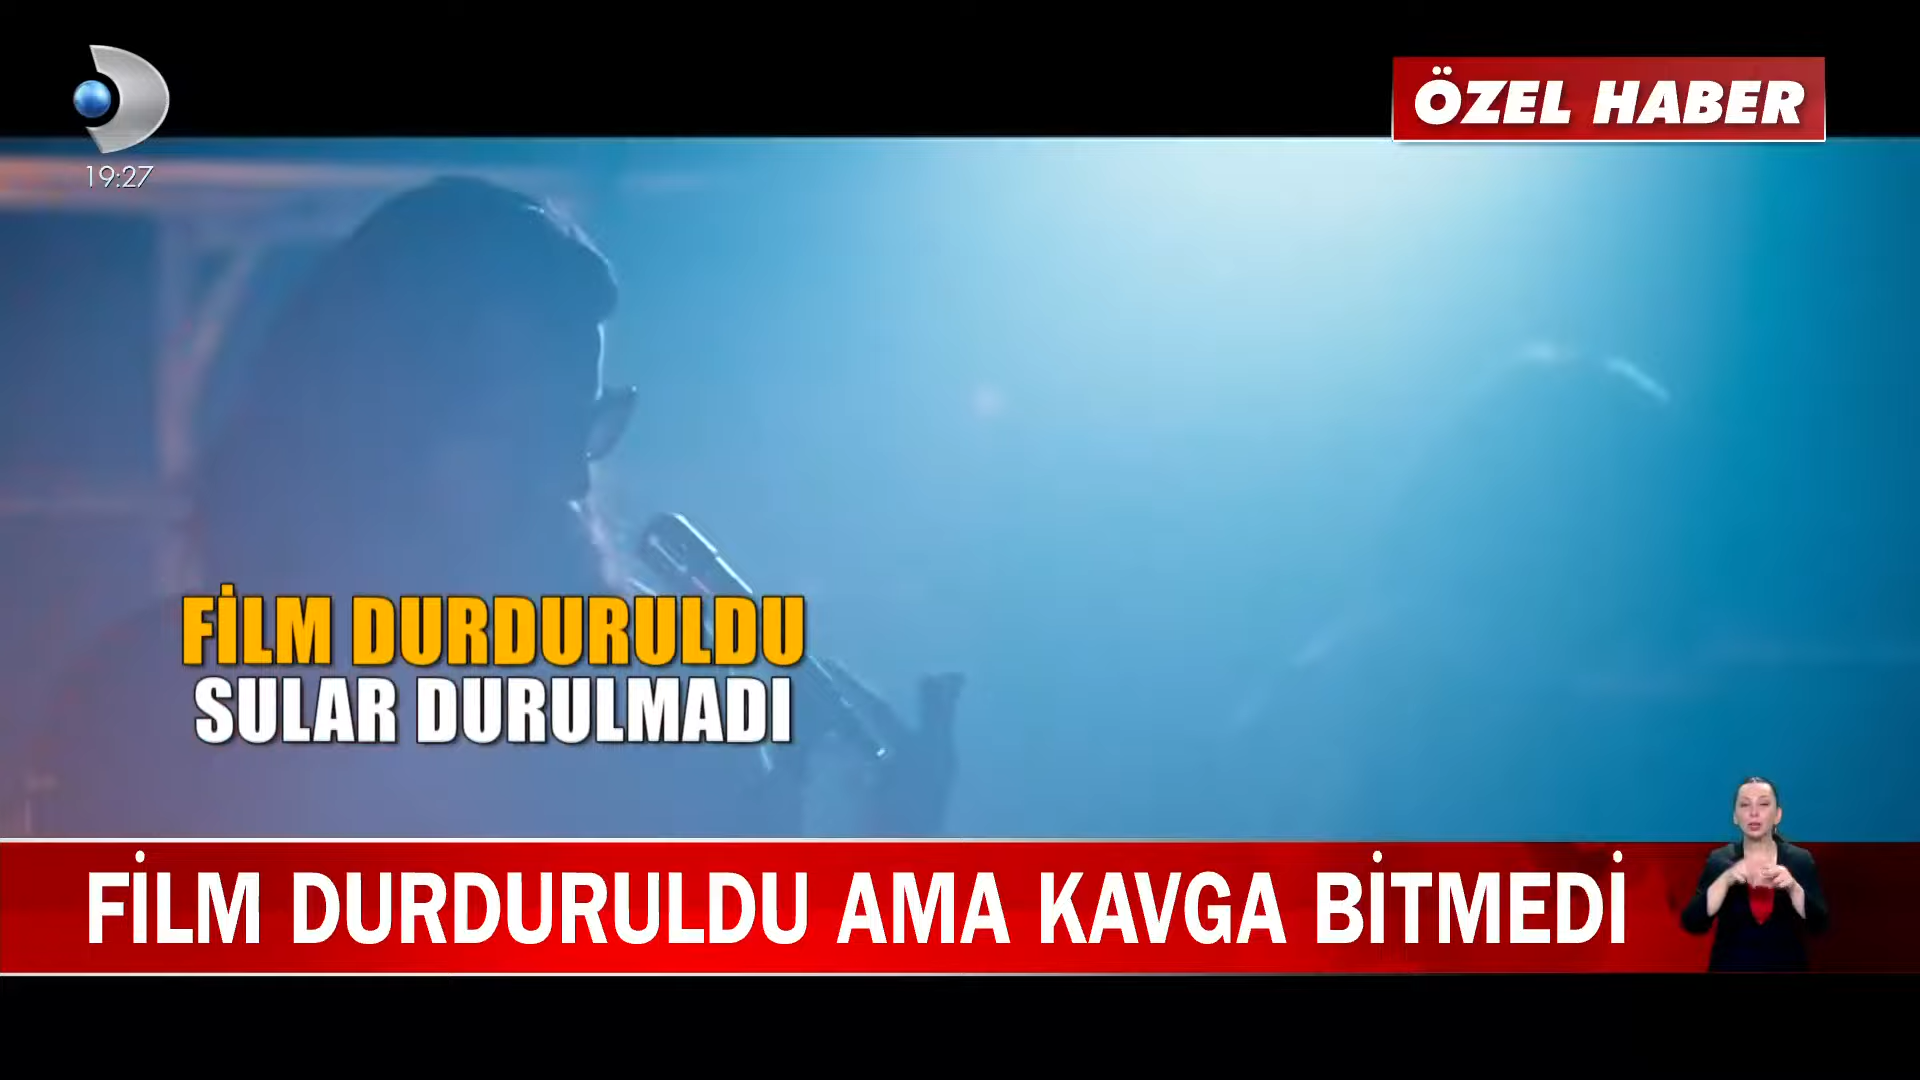 ÖZEL HABER
19:27
FİLM DURDURULDU
SULAR DURULMADI
FİLM DURDURULDU AMA KAVGA BİTMEDİ